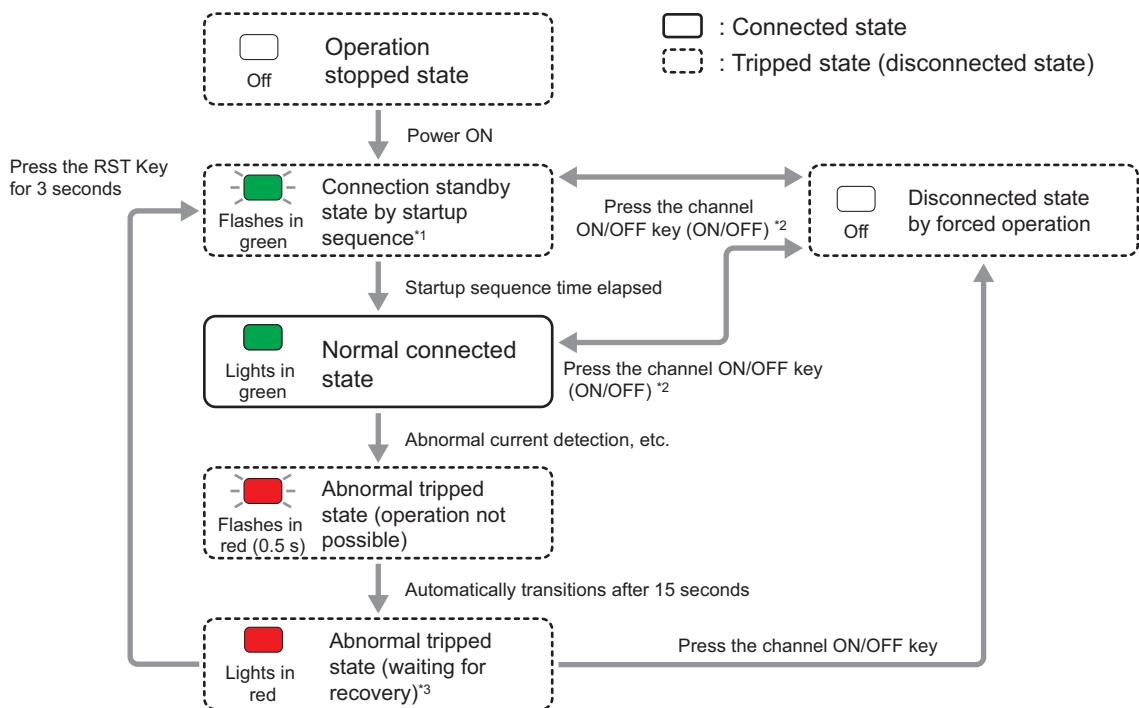 Operation
stopped state
Off
: Connected state
: Tripped state (disconnected state)
Power ON
Press the RST Key
for 3 seconds
Flashes in
green
Connection standby
state by startup
sequence*1
Press the channel
ON/OFF key (ON/OFF) *2
Off
Disconnected state
by forced operation
Startup sequence time elapsed
Lights in
green
Normal connected
state
Press the channel ON/OFF key
(ON/OFF) *2
Abnormal current detection, etc.
Flashes in
red (0.5 s)
Abnormal tripped
state (operation not
possible)
Automatically transitions after 15 seconds
Lights in
red
Abnormal tripped
state (waiting for
recovery)*3
Press the channel ON/OFF key